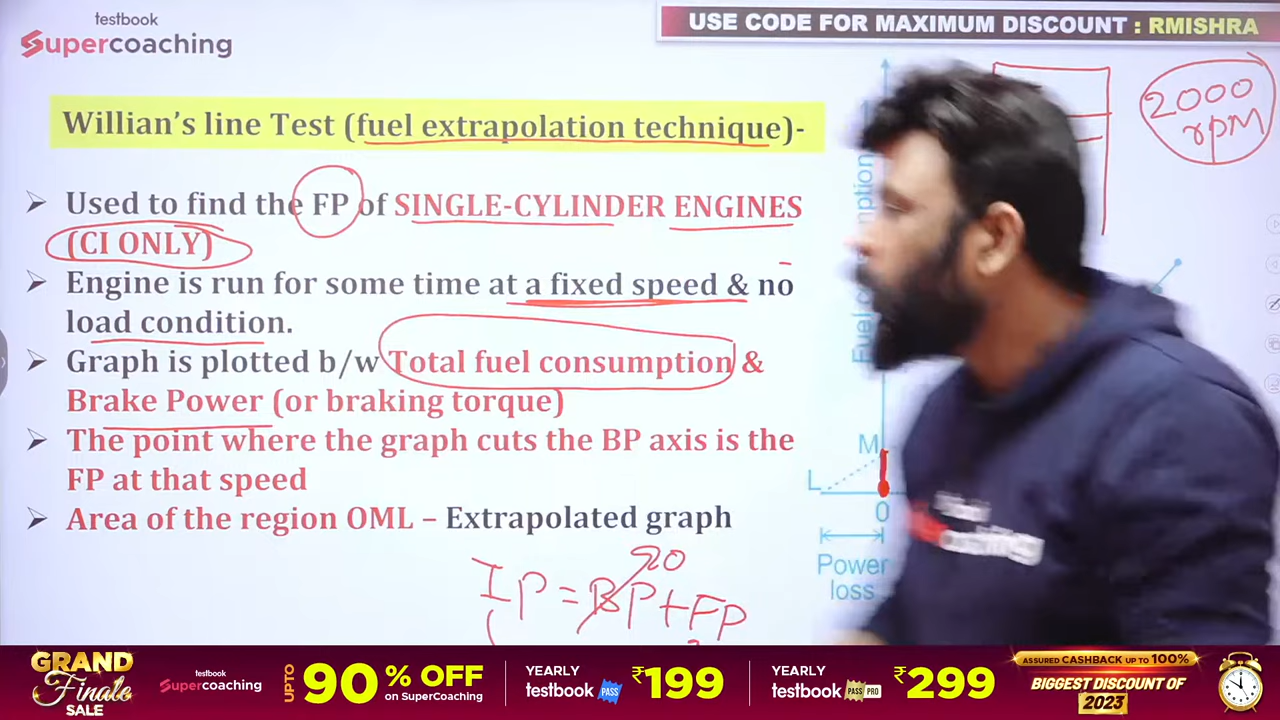 testbook
Supercoaching
USE CODE FOR MAXIMUM DISCOUNT : RMISHRA
2000
rpm
Willian's line Test (fuel extrapolation technique)-
➢ Used to find the FP of SINGLE-CYLINDER ENGINES
(CI ONLY)
➢ Engine is run for some time at a fixed speed & no
load condition.
➢ Graph is plotted b/w Total fuel consumption &
Brake Power (or braking torque)
➢ The point where the graph cuts the BP axis is the
FP at that speed
➢ Area of the region OML – Extrapolated graph
Fuel
M
L
0
Power
loss
20
IP = BP + FP
GRAND
Finale
SALE
testbook
Supercoaching
UPTO
90 % OFF
on SuperCoaching
YEARLY
testbook PASS
₹199
YEARLY
testbook PASS PRO
₹299
ASSURED CASHBACK UP TO 100%
BIGGEST DISCOUNT OF
2023